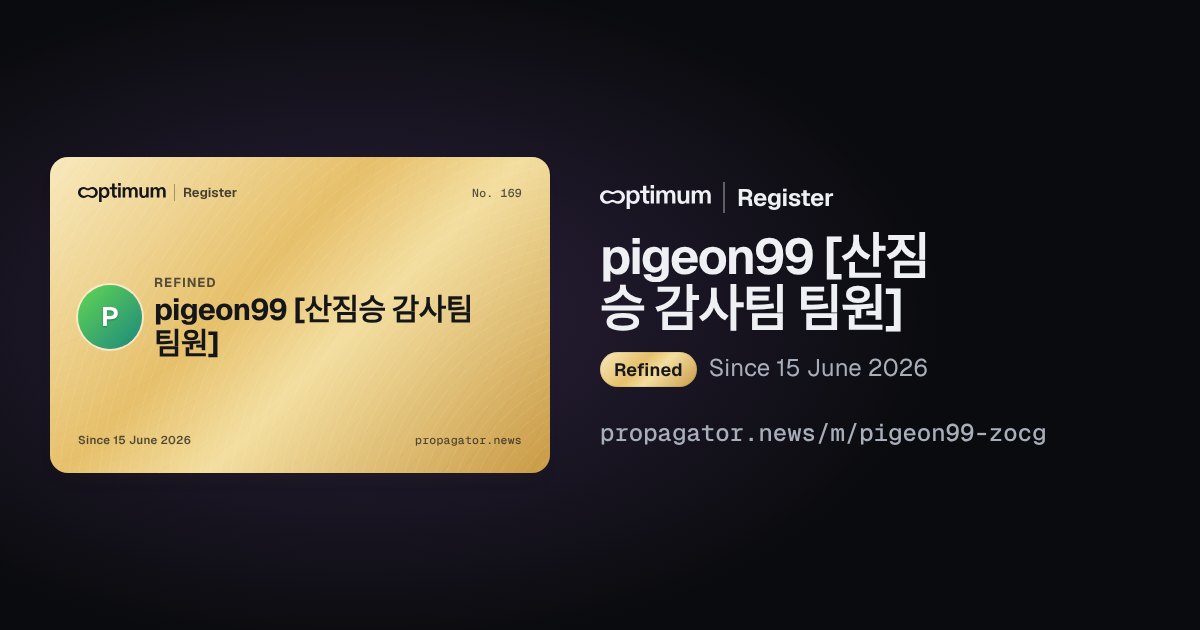 optimum | Register
No. 169
REFINED
P
pigeon99 [산짐승 감사팀
팀원]
Since 15 June 2026
propagator.news
optimum | Register
pigeon99 [산짐
승 감사팀 팀원]
Refined
Since 15 June 2026
propagator.news/m/pigeon99-zocg